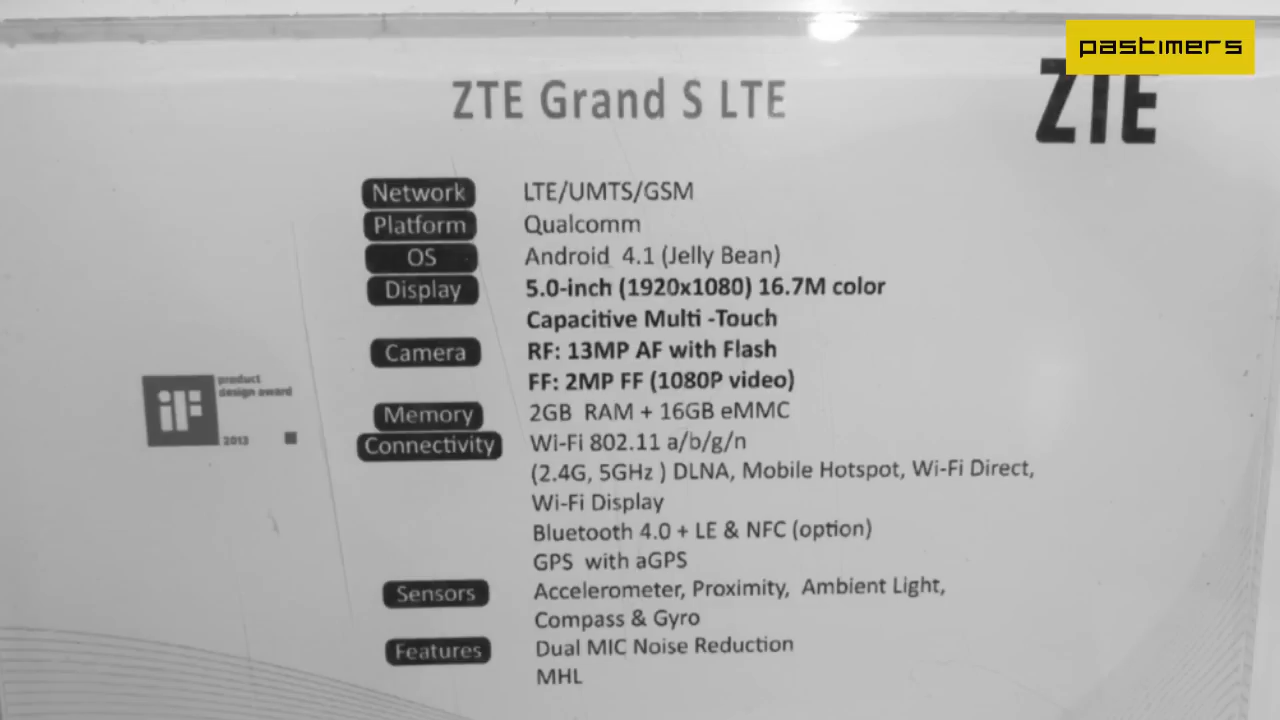 pastimers
ZTE
ZTE Grand S LTE
Network LTE/UMTS/GSM
Platform Qualcomm
OS Android 4.1 (Jelly Bean)
Display 5.0-inch (1920x1080) 16.7M color
Capacitive Multi -Touch
Camera RF: 13MP AF with Flash
FF: 2MP FF (1080P video)
Memory 2GB RAM + 16GB eMMC
Connectivity Wi-Fi 802.11 a/b/g/n
(2.4G, 5GHz ) DLNA, Mobile Hotspot, Wi-Fi Direct,
Wi-Fi Display
Bluetooth 4.0 + LE & NFC (option)
GPS with aGPS
Sensors Accelerometer, Proximity, Ambient Light,
Compass & Gyro
Features Dual MIC Noise Reduction
MHL
iF
product
design award
2013